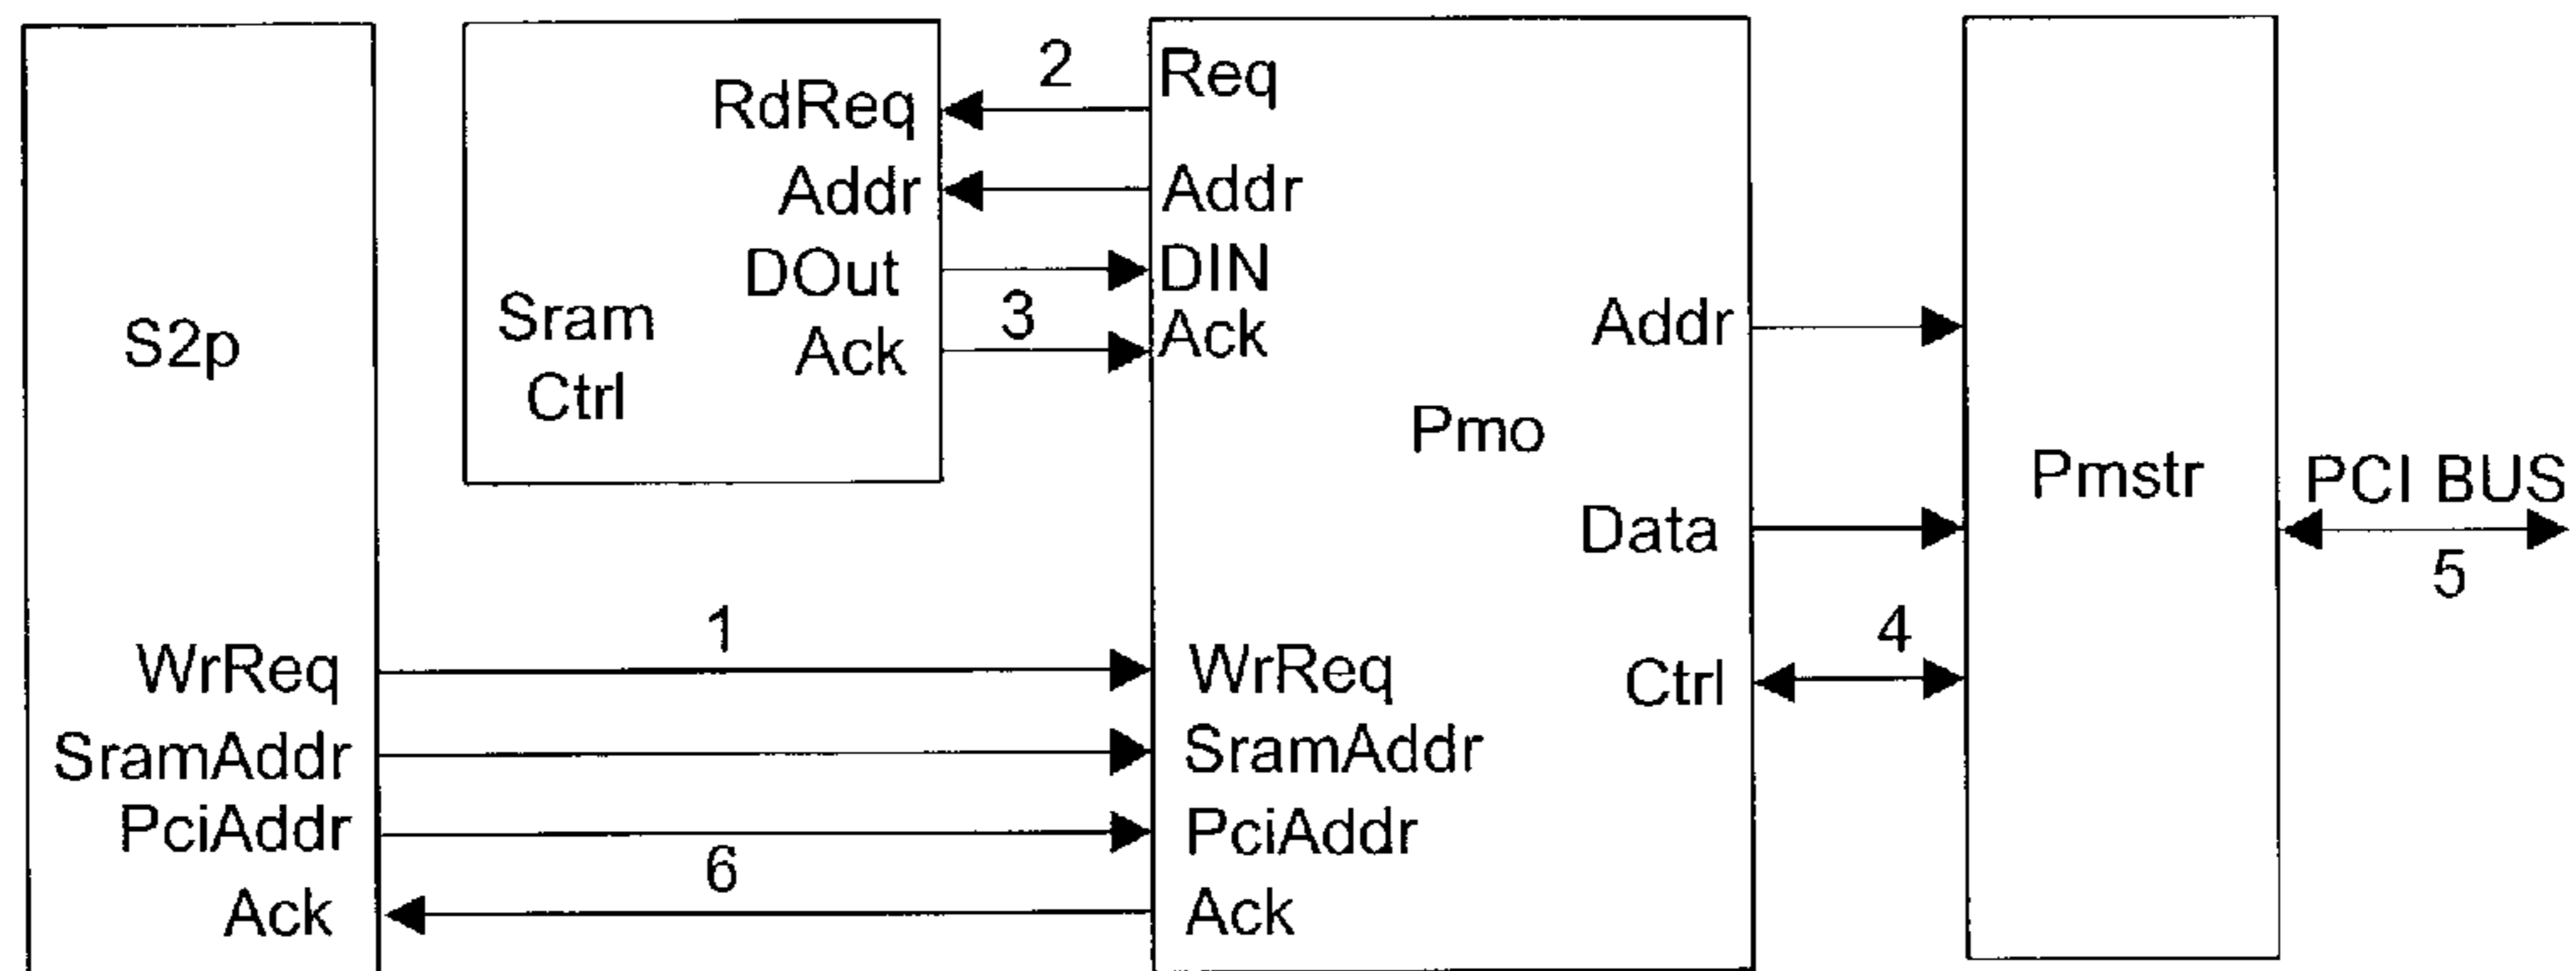 S2p
WrReq
SramAddr
PciAddr
Ack
Sram
Ctrl
RdReq
Addr
DOut
Ack
2
3
1
6
Req
Addr
DIN
Ack
Pmo
Addr
Data
Ctrl
WrReq
SramAddr
PciAddr
Ack
4
Pmstr
PCI BUS
5